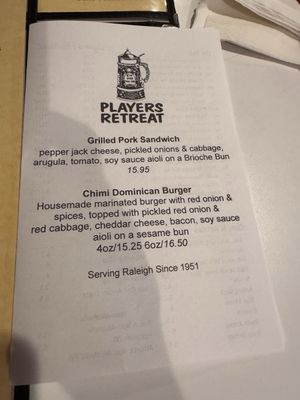 PLAYERS
RETREAT
Grilled Pork Sandwich
pepper jack cheese, pickled onions & cabbage,
arugula, tomato, soy sauce aioli on a Brioche Bun
15.95
Chimi Dominican Burger
Housemade marinated burger with red onion &
spices, topped with pickled red onion &
red cabbage, cheddar cheese, bacon, soy sauce
aioli on a sesame bun
4oz/15.25 6oz/16.50
Serving Raleigh Since 1951